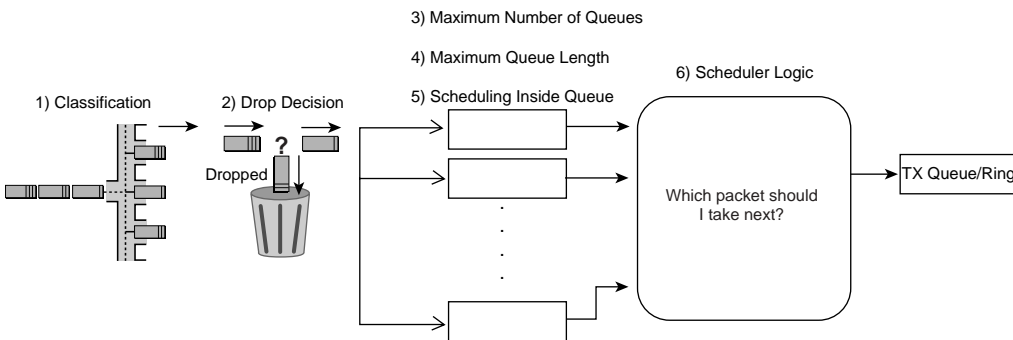 3) Maximum Number of Queues
4) Maximum Queue Length
6) Scheduler Logic
1) Classification
2) Drop Decision
5) Scheduling Inside Queue
?
Dropped
TX Queue/Ring
Which packet should
I take next?